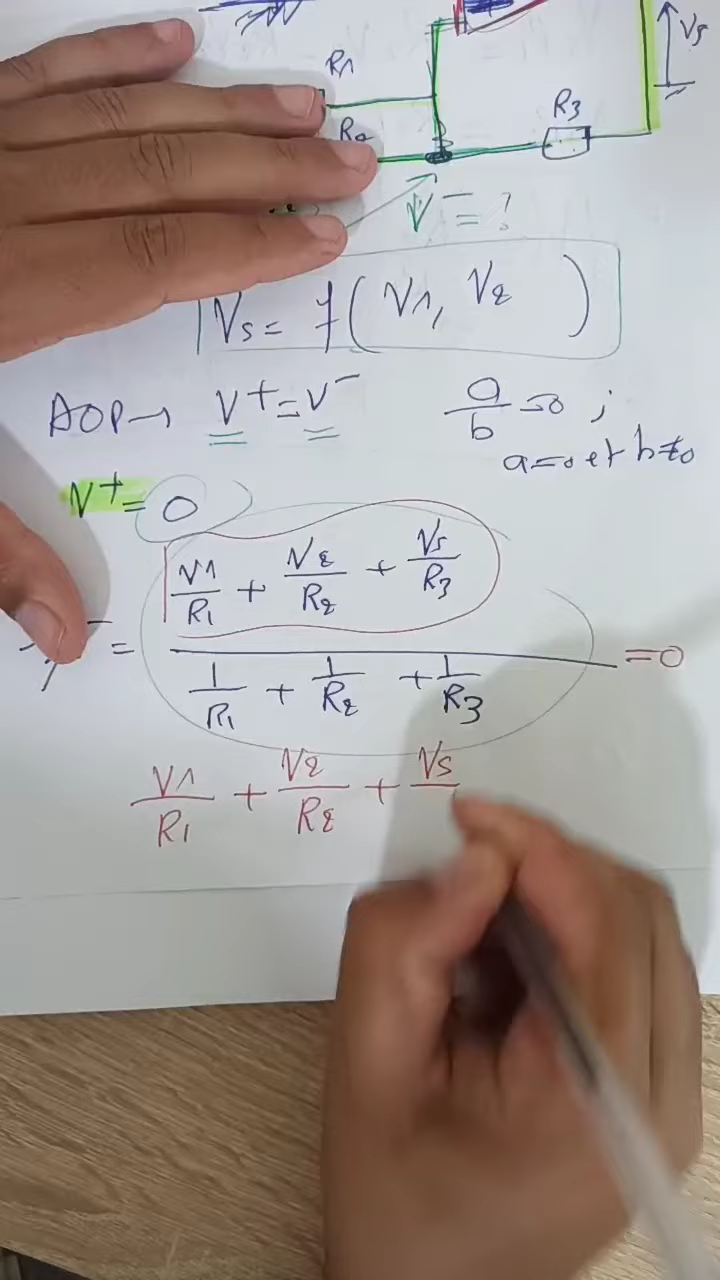 Vs
R1
R3
V⁻ = ?
Vs = f( V1, V2 )
AOP → V⁺ = V⁻
a/b = 0 ;
a=0 et b≠0
V⁺ = 0
(V1/R1 + V2/R2 + Vs/R3) / (1/R1 + 1/R2 + 1/R3) = 0
V1/R1 + V2/R2 + Vs